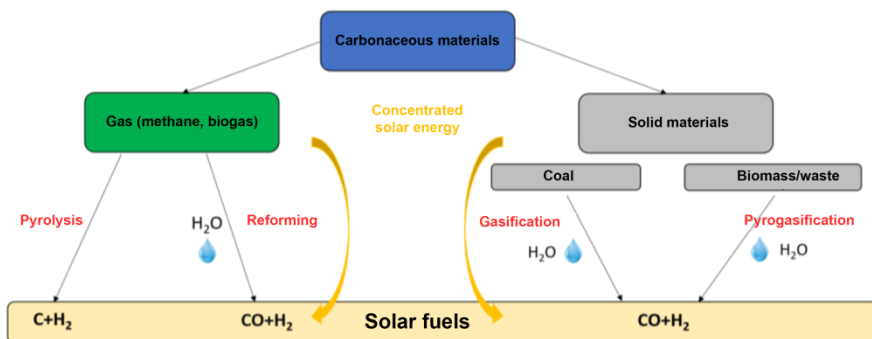 Carbonaceous materials
Gas (methane, biogas)
Concentrated
solar energy
Solid materials
Coal
Biomass/waste
Pyrolysis
H₂O
Reforming
Gasification
H₂O
Pyrogasification
H₂O
C+H₂
CO+H₂
Solar fuels
CO+H₂